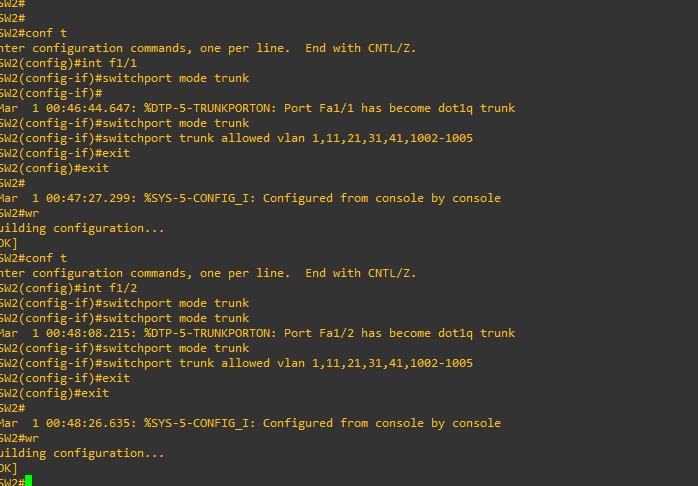 SW2#
SW2#
SW2#conf t
nter configuration commands, one per line.  End with CNTL/Z.
SW2(config)#int f1/1
SW2(config-if)#switchport mode trunk
SW2(config-if)#
Mar  1 00:46:44.647: %DTP-5-TRUNKPORTON: Port Fa1/1 has become dot1q trunk
SW2(config-if)#switchport mode trunk
SW2(config-if)#switchport trunk allowed vlan 1,11,21,31,41,1002-1005
SW2(config-if)#exit
SW2(config)#exit
SW2#
Mar  1 00:47:27.299: %SYS-5-CONFIG_I: Configured from console by console
SW2#wr
uilding configuration...
OK]
SW2#conf t
nter configuration commands, one per line.  End with CNTL/Z.
SW2(config)#int f1/2
SW2(config-if)#switchport mode trunk
SW2(config-if)#switchport mode trunk
Mar  1 00:48:08.215: %DTP-5-TRUNKPORTON: Port Fa1/2 has become dot1q trunk
SW2(config-if)#switchport mode trunk
SW2(config-if)#switchport trunk allowed vlan 1,11,21,31,41,1002-1005
SW2(config-if)#exit
SW2(config)#exit
SW2#
Mar  1 00:48:26.635: %SYS-5-CONFIG_I: Configured from console by console
SW2#wr
uilding configuration...
OK]
SW2#